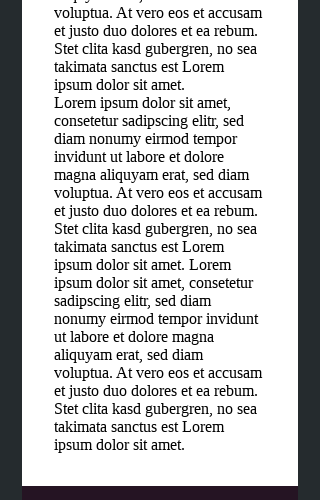 voluptua. At vero eos et accusam
et justo duo dolores et ea rebum.
Stet clita kasd gubergren, no sea
takimata sanctus est Lorem
ipsum dolor sit amet.
Lorem ipsum dolor sit amet,
consetetur sadipscing elitr, sed
diam nonumy eirmod tempor
invidunt ut labore et dolore
magna aliquyam erat, sed diam
voluptua. At vero eos et accusam
et justo duo dolores et ea rebum.
Stet clita kasd gubergren, no sea
takimata sanctus est Lorem
ipsum dolor sit amet. Lorem
ipsum dolor sit amet, consetetur
sadipscing elitr, sed diam
nonumy eirmod tempor invidunt
ut labore et dolore magna
aliquyam erat, sed diam
voluptua. At vero eos et accusam
et justo duo dolores et ea rebum.
Stet clita kasd gubergren, no sea
takimata sanctus est Lorem
ipsum dolor sit amet.